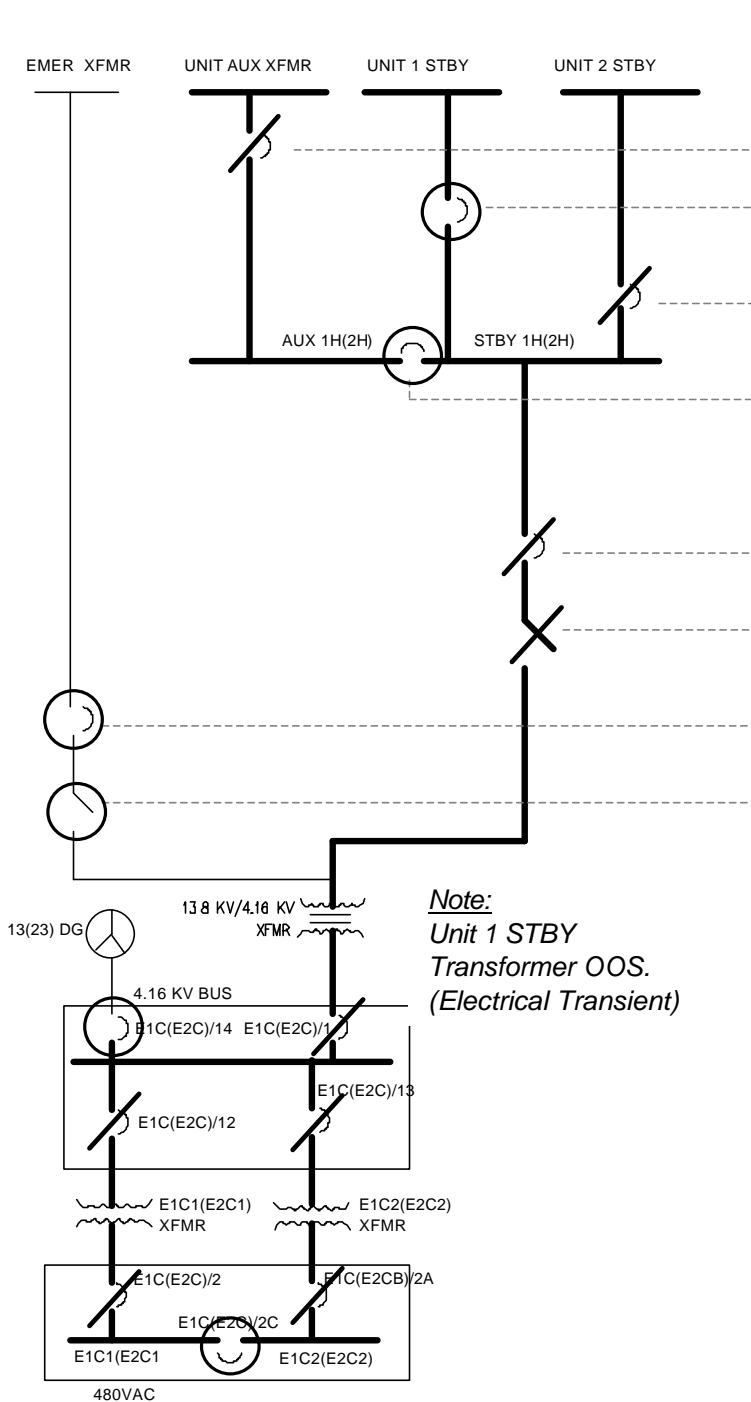 EMER XFMR
UNIT AUX XFMR
UNIT 1 STBY
UNIT 2 STBY
AUX 1H(2H)
STBY 1H(2H)
13.8 KV/4.16 KV
XFMR
13(23) DG
Note:
Unit 1 STBY
Transformer OOS.
(Electrical Transient)
4.16 KV BUS
E1C(E2C)/14
E1C(E2C)/1
E1C(E2C)/13
E1C(E2C)/12
E1C1(E2C1)
XFMR
E1C2(E2C2)
XFMR
E1C(E2C)/2
E1C(E2CB)/2A
E1C(E2C)/2C
E1C1(E2C1
E1C2(E2C2)
480VAC